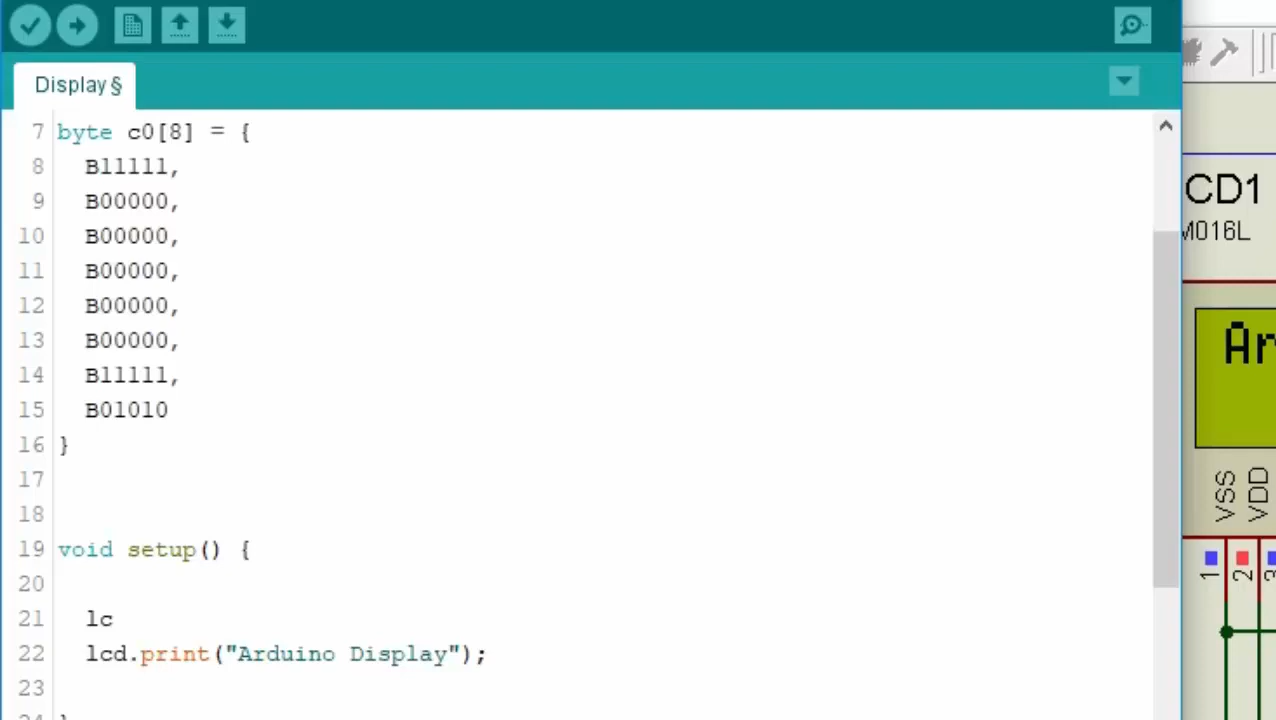 Display §
7 byte c0[8] = {
8 B11111,
9 B00000,
10 B00000,
11 B00000,
12 B00000,
13 B00000,
14 B11111,
15 B01010
16 }
17
18
19 void setup() {
20
21 lc
22 lcd.print("Arduino Display");
23
24 }
CD1
M016L
Ar
VSS
VDD
1
2
3